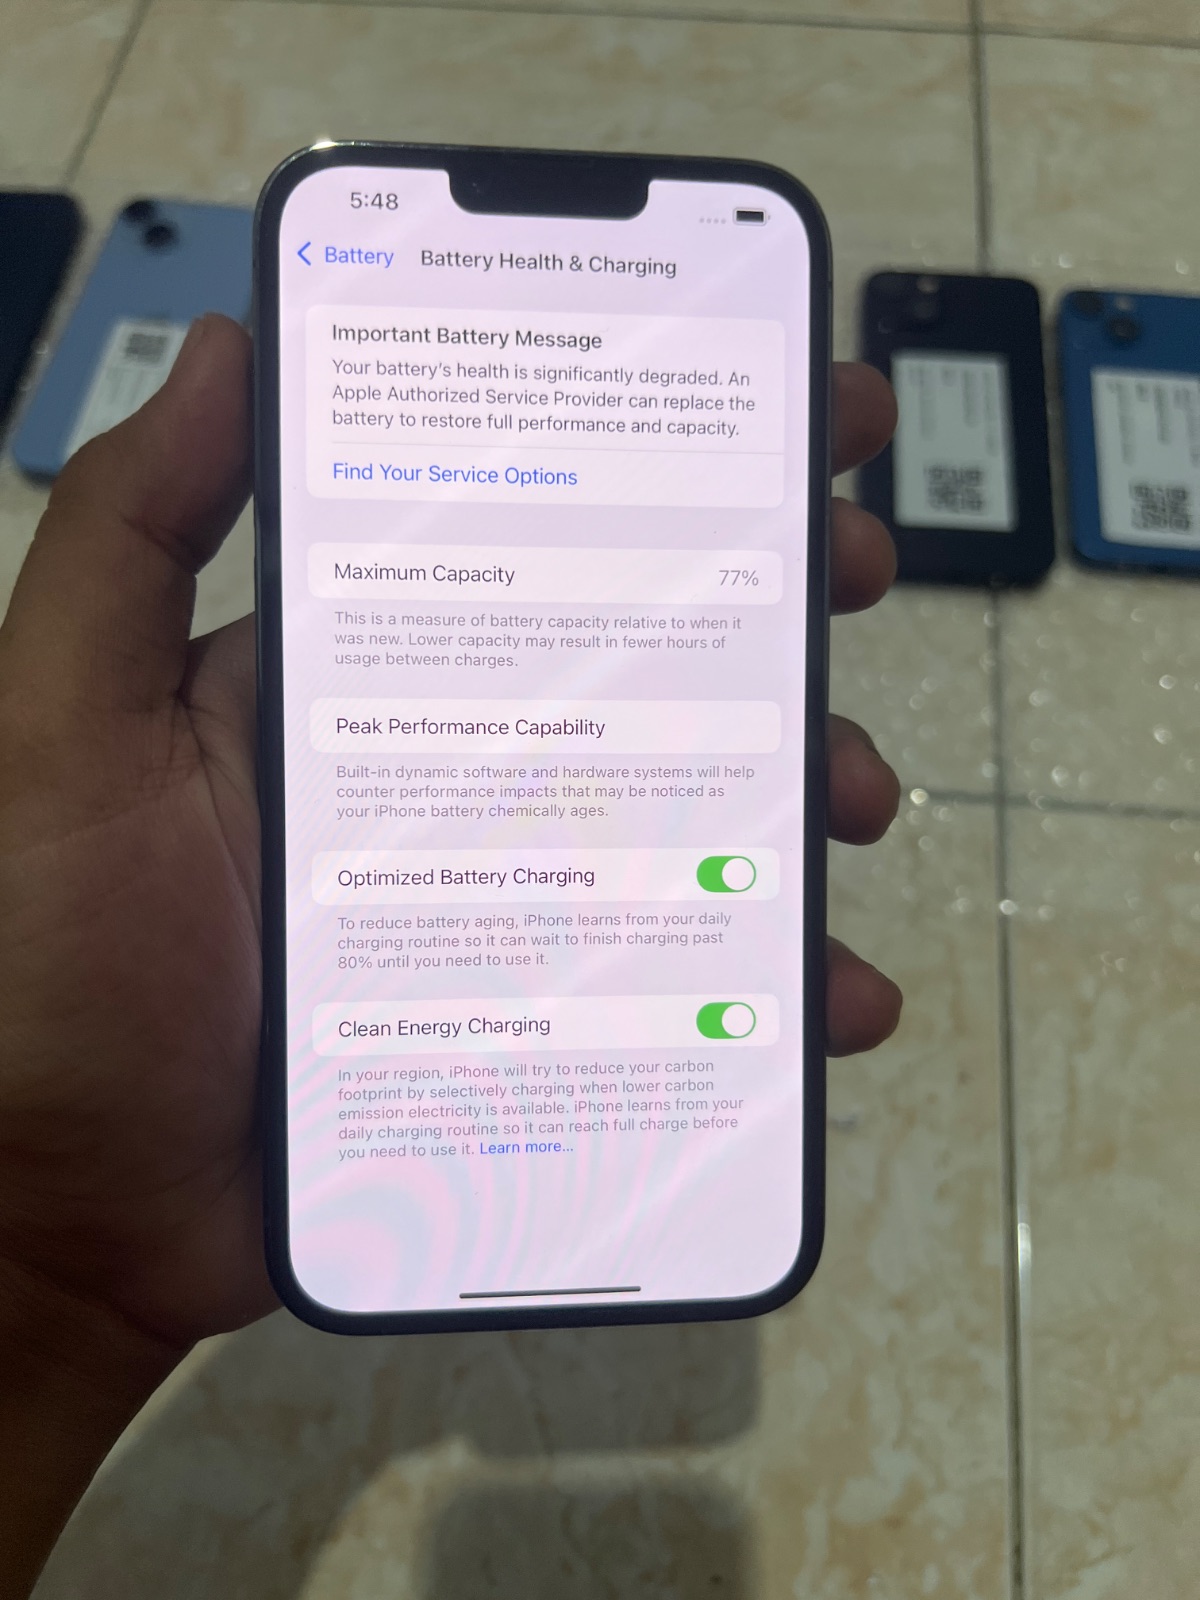 5:48
Battery
Battery Health & Charging
Important Battery Message
Your battery's health is significantly degraded. An
Apple Authorized Service Provider can replace the
battery to restore full performance and capacity.
Find Your Service Options
Maximum Capacity 77%
This is a measure of battery capacity relative to when it
was new. Lower capacity may result in fewer hours of
usage between charges.
Peak Performance Capability
Built-in dynamic software and hardware systems will help
counter performance impacts that may be noticed as
your iPhone battery chemically ages.
Optimized Battery Charging
To reduce battery aging, iPhone learns from your daily
charging routine so it can wait to finish charging past
80% until you need to use it.
Clean Energy Charging
In your region, iPhone will try to reduce your carbon
footprint by selectively charging when lower carbon
emission electricity is available. iPhone learns from your
daily charging routine so it can reach full charge before
you need to use it. Learn more...